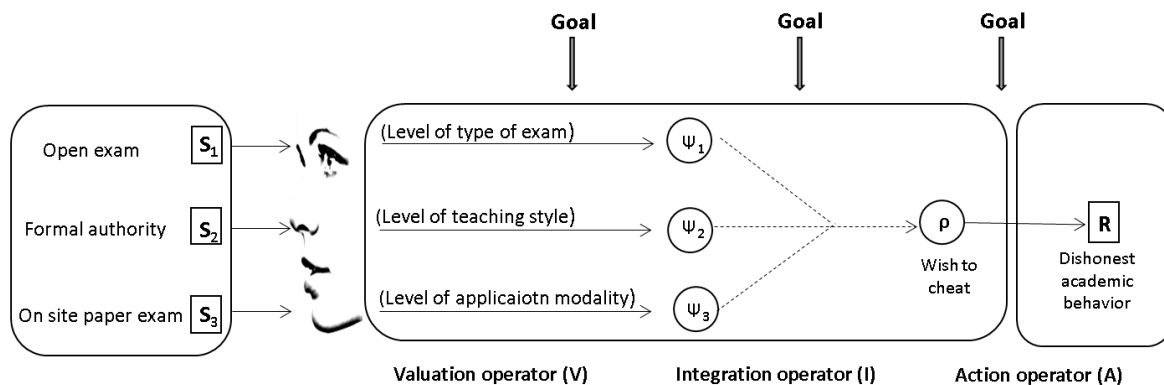 Goal Goal Goal
Open exam S1 (Level of type of exam) Ψ1
Formal authority S2 (Level of teaching style) Ψ2 ρ R
Wish to Dishonest
cheat academic
behavior
On site paper exam S3 (Level of applicaiotn modality) Ψ3
Valuation operator (V) Integration operator (I) Action operator (A)